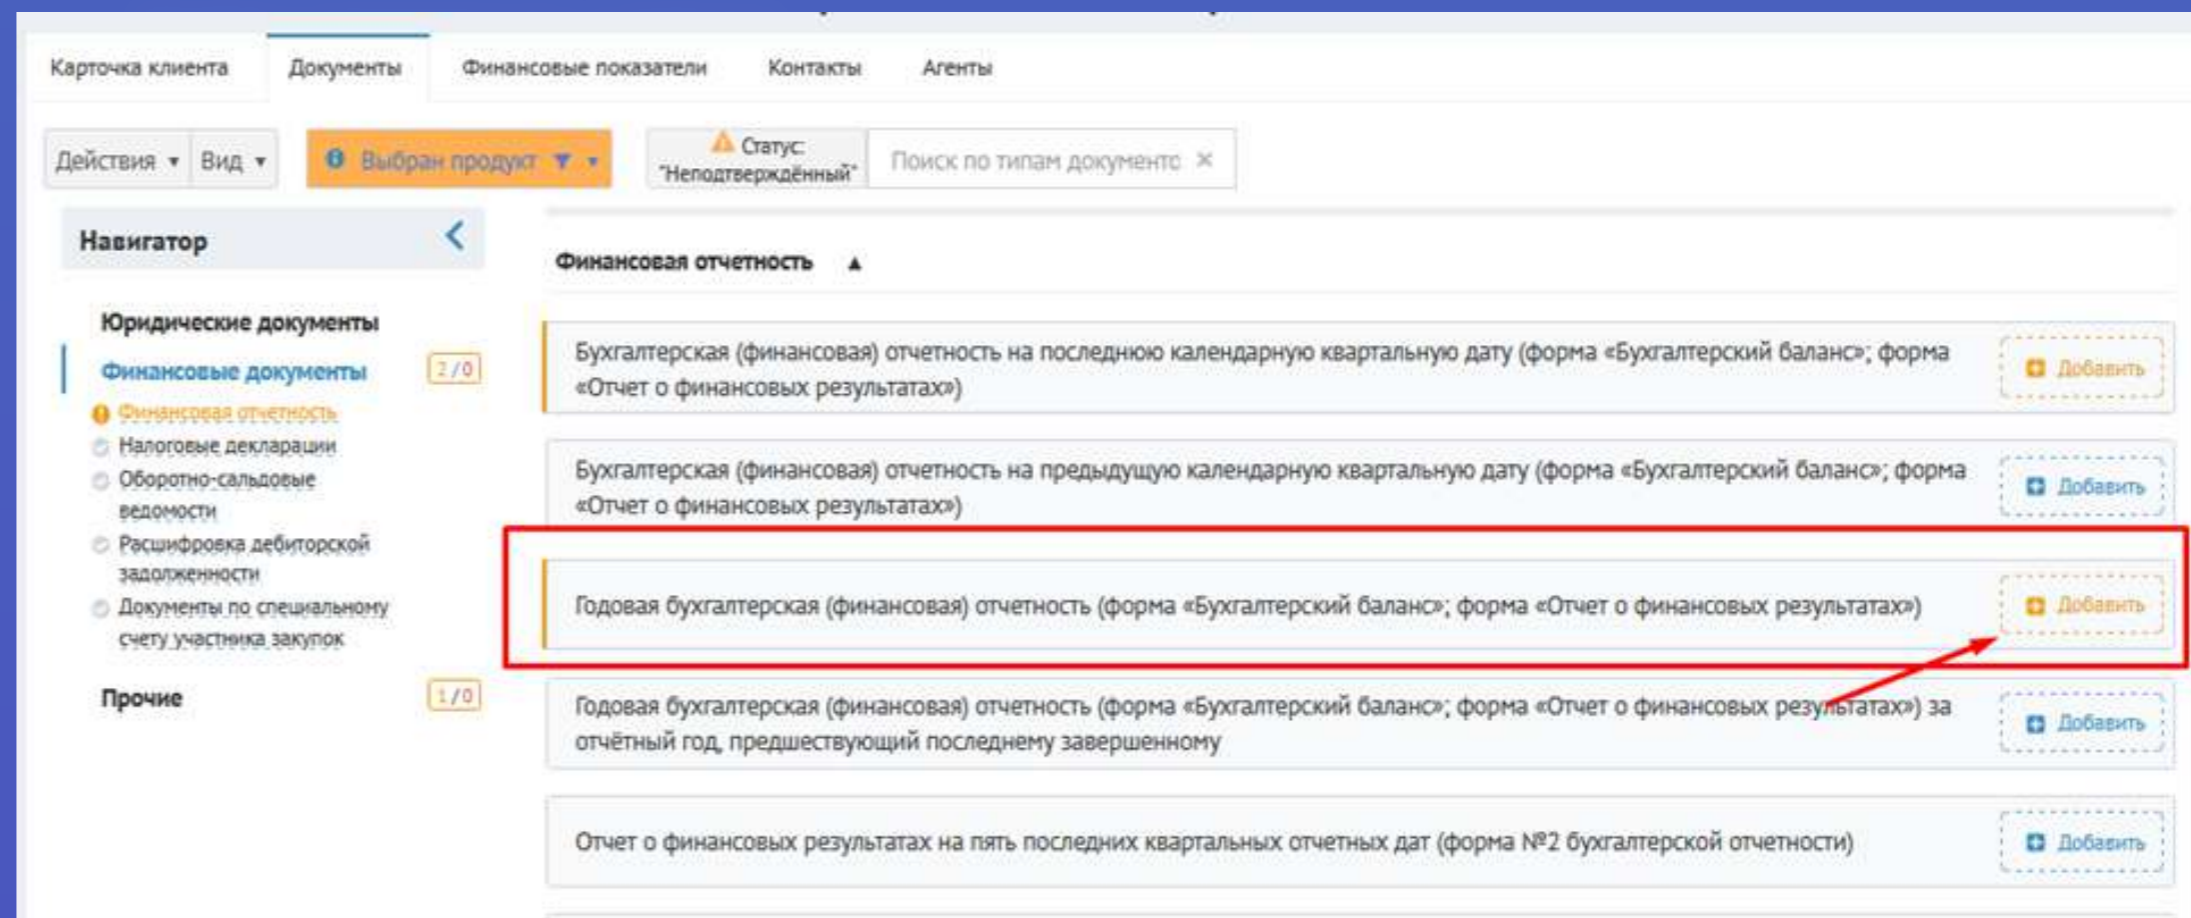 Карточка клиента Документы Финансовые показатели Контакты Агенты
Действия Вид Выбран продукт Статус: "Неподтверждённый" Поиск по типам документо ×
Навигатор
Юридические документы
Финансовые документы 2/0
Финансовая отчетность
Налоговые декларации
Оборотно-сальдовые
ведомости
Расшифровка дебиторской
задолженности
Документы по специальному
счету участника закупок
Прочие 1/0
Финансовая отчетность
Бухгалтерская (финансовая) отчетность на последнюю календарную квартальную дату (форма «Бухгалтерский баланс»; форма
«Отчет о финансовых результатах»)
Добавить
Бухгалтерская (финансовая) отчетность на предыдущую календарную квартальную дату (форма «Бухгалтерский баланс»; форма
«Отчет о финансовых результатах»)
Добавить
Годовая бухгалтерская (финансовая) отчетность (форма «Бухгалтерский баланс»; форма «Отчет о финансовых результатах»)
Добавить
Годовая бухгалтерская (финансовая) отчетность (форма «Бухгалтерский баланс»; форма «Отчет о финансовых результатах») за
отчётный год, предшествующий последнему завершенному
Добавить
Отчет о финансовых результатах на пять последних квартальных отчетных дат (форма №2 бухгалтерской отчетности)
Добавить